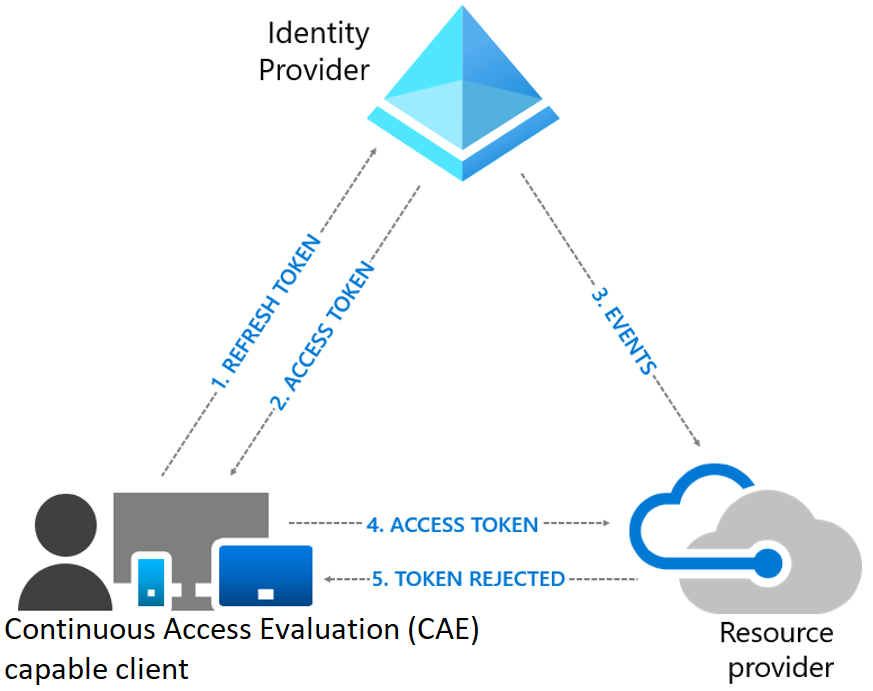 Identity
Provider
1. REFRESH TOKEN
2. ACCESS TOKEN
3. EVENTS
4. ACCESS TOKEN
5. TOKEN REJECTED
Continuous Access Evaluation (CAE)
capable client
Resource
provider